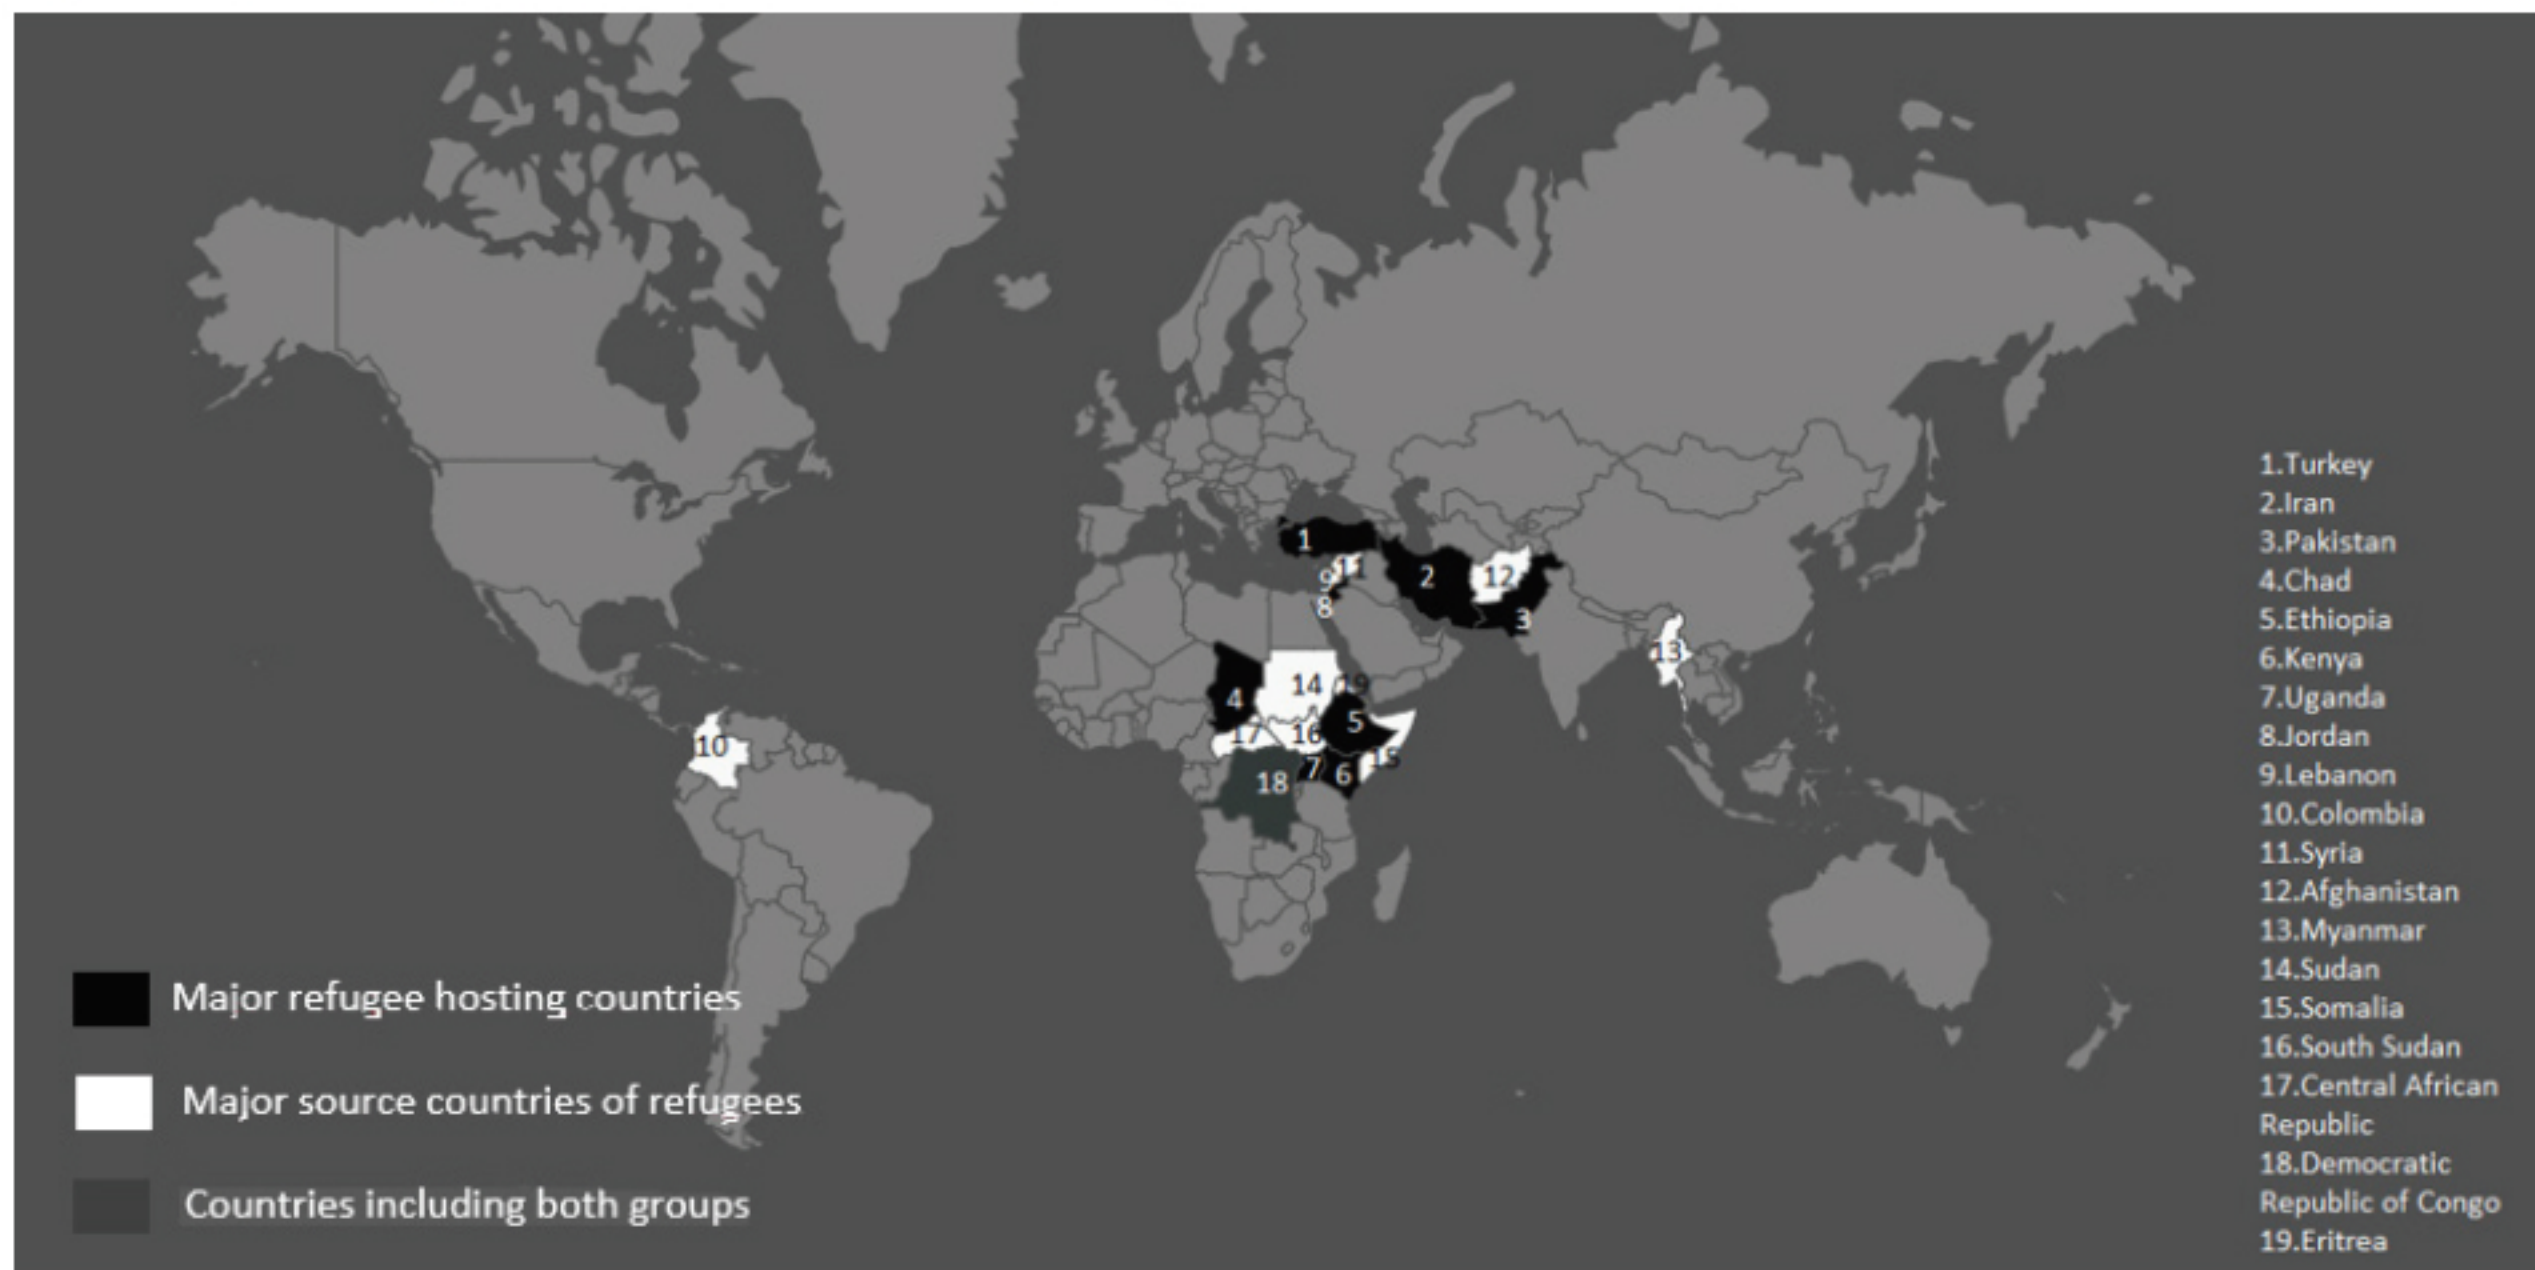 1
11
2
12
9
8
3
13
14
19
4
5
10
17
16
15
7
6
18
1.Turkey
2.Iran
3.Pakistan
4.Chad
5.Ethiopia
6.Kenya
7.Uganda
8.Jordan
9.Lebanon
10.Colombia
11.Syria
12.Afghanistan
13.Myanmar
14.Sudan
15.Somalia
16.South Sudan
17.Central African
Republic
18.Democratic
Republic of Congo
19.Eritrea
Major refugee hosting countries
Major source countries of refugees
Countries including both groups